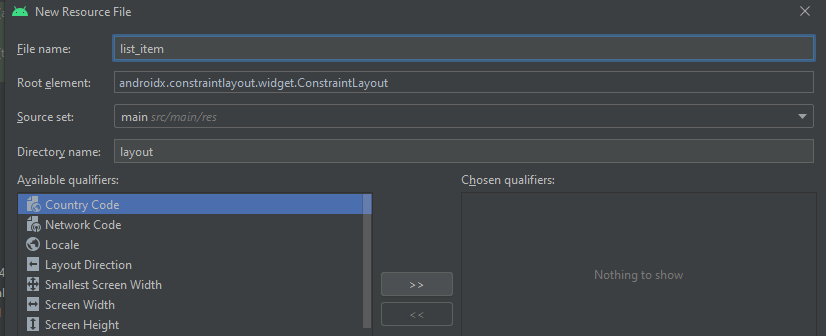 New Resource File
File name:
list_item
Root element:
androidx.constraintlayout.widget.ConstraintLayout
Source set:
main src/main/res
Directory name:
layout
Available qualifiers:
Chosen qualifiers:
Country Code
Network Code
Locale
Layout Direction
Smallest Screen Width
Screen Width
Screen Height
>>
<<
Nothing to show